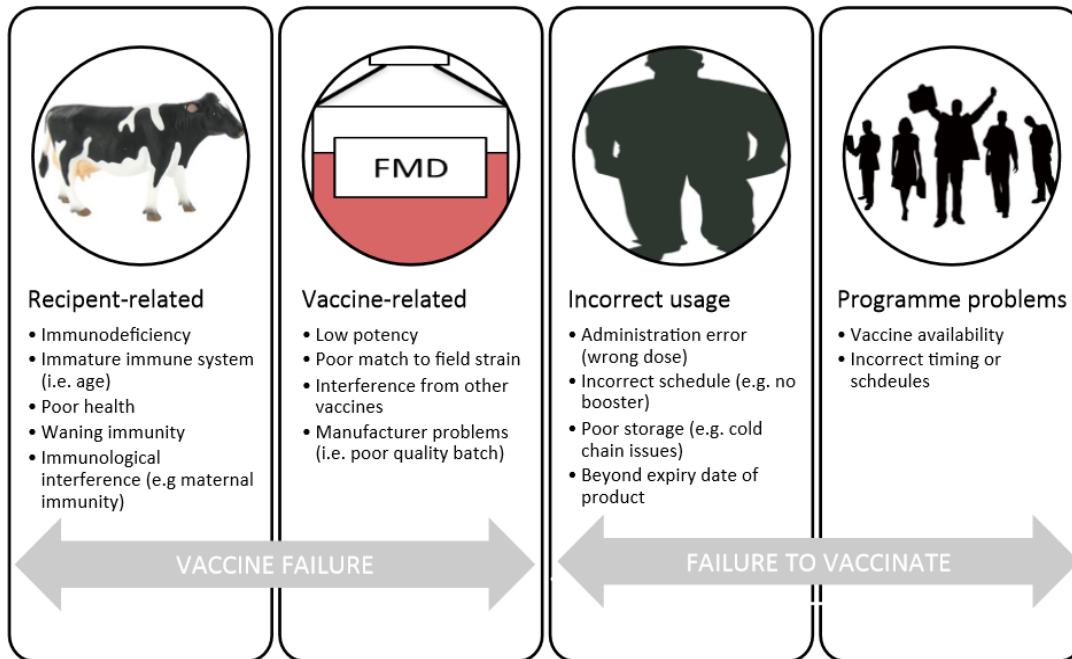 FMD
Recipent-related
• Immunodeficiency
• Immature immune system
(i.e. age)
• Poor health
• Waning immunity
• Immunological
interference (e.g maternal
immunity)
Vaccine-related
• Low potency
• Poor match to field strain
• Interference from other
vaccines
• Manufacturer problems
(i.e. poor quality batch)
Incorrect usage
• Administration error
(wrong dose)
• Incorrect schedule (e.g. no
booster)
• Poor storage (e.g. cold
chain issues)
• Beyond expiry date of
product
Programme problems
• Vaccine availability
• Incorrect timing or
schdeules
VACCINE FAILURE
FAILURE TO VACCINATE